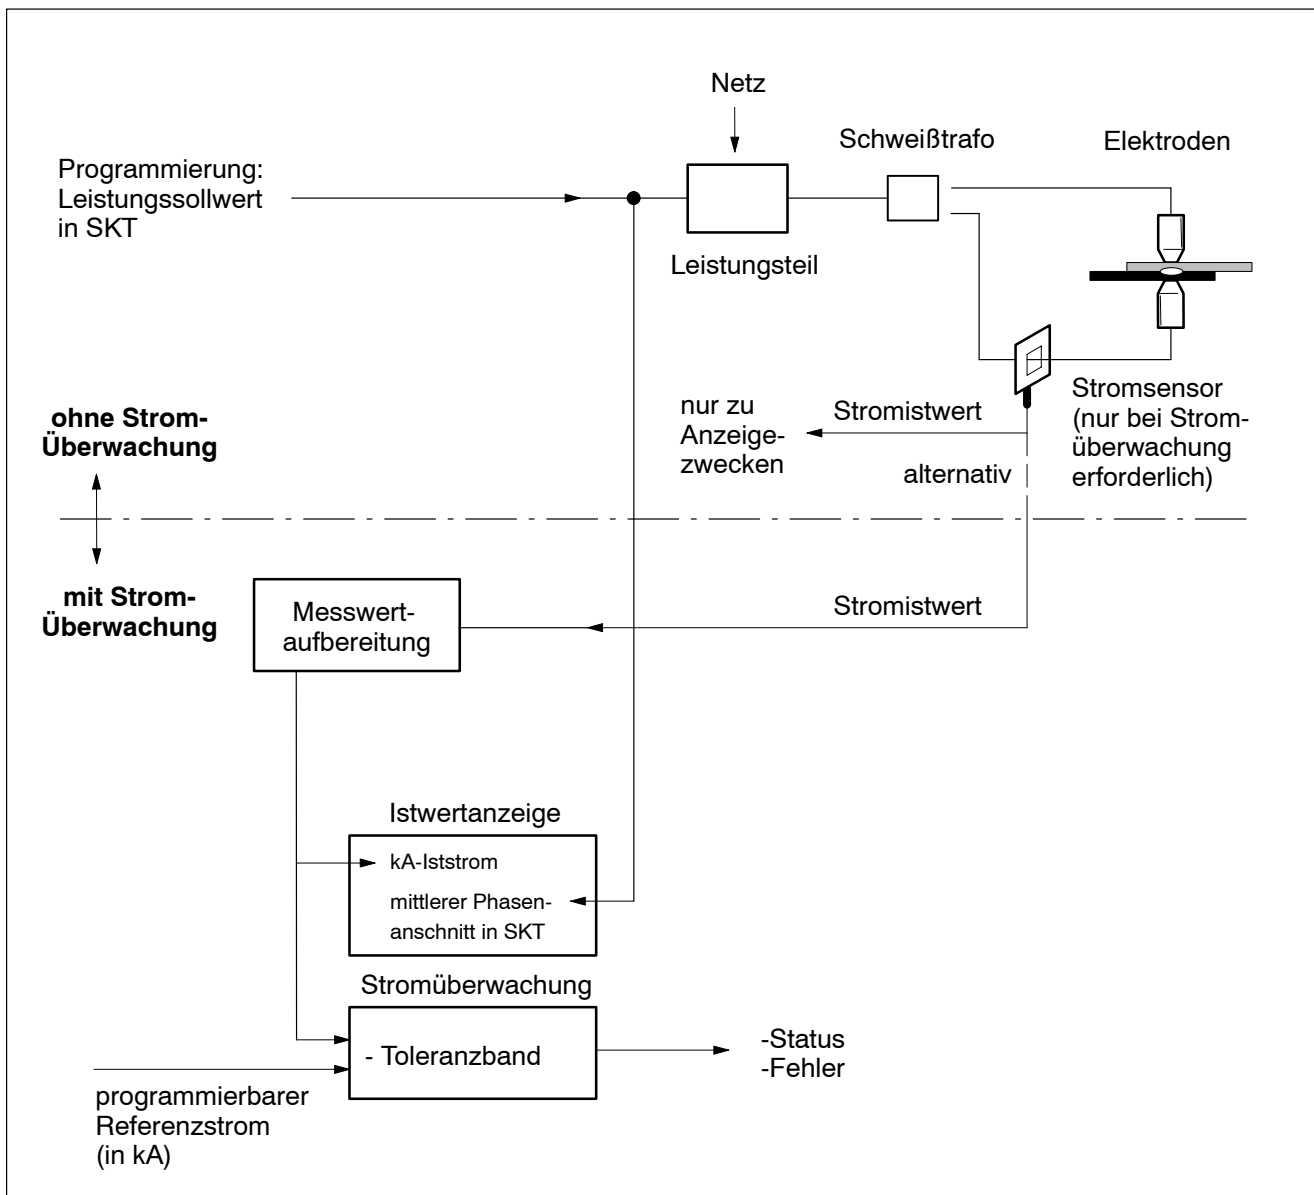 Netz
Schweißtrafo
Elektroden
Programmierung:
Leistungssollwert
in SKT
Leistungsteil
ohne Strom-
Überwachung
nur zu
Anzeige-
zwecken
Stromistwert
alternativ
Stromsensor
(nur bei Strom-
überwachung
erforderlich)
mit Strom-
Überwachung
Messwert-
aufbereitung
Stromistwert
Istwertanzeige
kA-Iststrom
mittlerer Phasen-
anschnitt in SKT
Stromüberwachung
- Toleranzband
-Status
-Fehler
programmierbarer
Referenzstrom
(in kA)